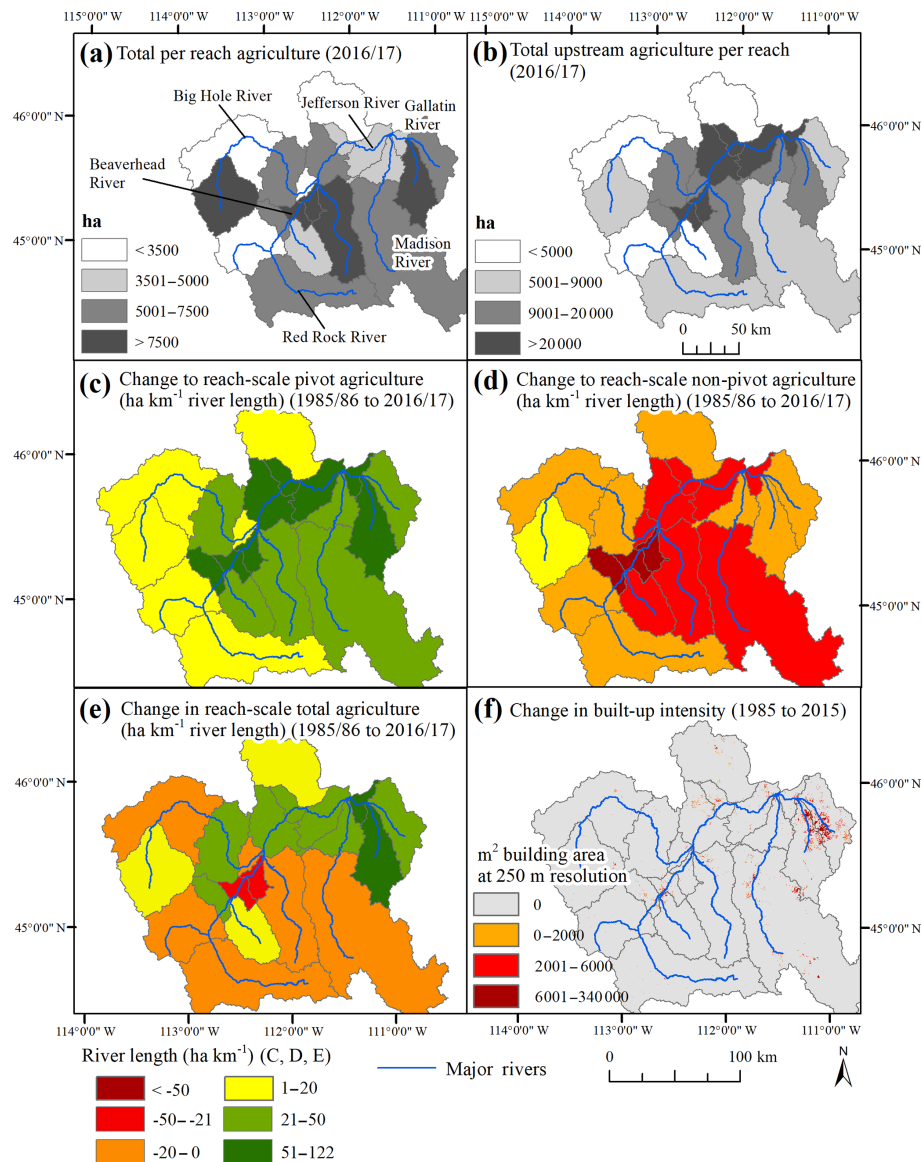 115°0'0" W 114°0'0" W 113°0'0" W 112°0'0" W 111°0'0" W 115°0'0" W 114°0'0" W 113°0'0" W 112°0'0" W 111°0'0" W
(a) Total per reach agriculture (2016/17)
Big Hole River
Jefferson River
Gallatin
River
46°0'0" N
Beaverhead
River
ha
45°0'0" N
< 3500
3501–5000
5001–7500
> 7500
Madison
River
Red Rock River
(b) Total upstream agriculture per reach
(2016/17)
46°0'0" N
ha
45°0'0" N
< 5000
5001–9000
9001–20 000
> 20 000
0 50 km
(c) Change to reach-scale pivot agriculture
(ha km⁻¹ river length) (1985/86 to 2016/17)
46°0'0" N
45°0'0" N
(d) Change to reach-scale non-pivot agriculture
(ha km⁻¹ river length) (1985/86 to 2016/17)
46°0'0" N
45°0'0" N
(e) Change in reach-scale total agriculture
(ha km⁻¹ river length) (1985/86 to 2016/17)
46°0'0" N
45°0'0" N
(f) Change in built-up intensity (1985 to 2015)
46°0'0" N
m² building area
at 250 m resolution
45°0'0" N
0
0–2000
2001–6000
6001–340 000
114°0'0" W 113°0'0" W 112°0'0" W 111°0'0" W 114°0'0" W 113°0'0" W 112°0'0" W 111°0'0" W
River length (ha km⁻¹) (C, D, E)
< -50
-50–-21
-20–0
1–20
21–50
51–122
Major rivers
0 100 km
N